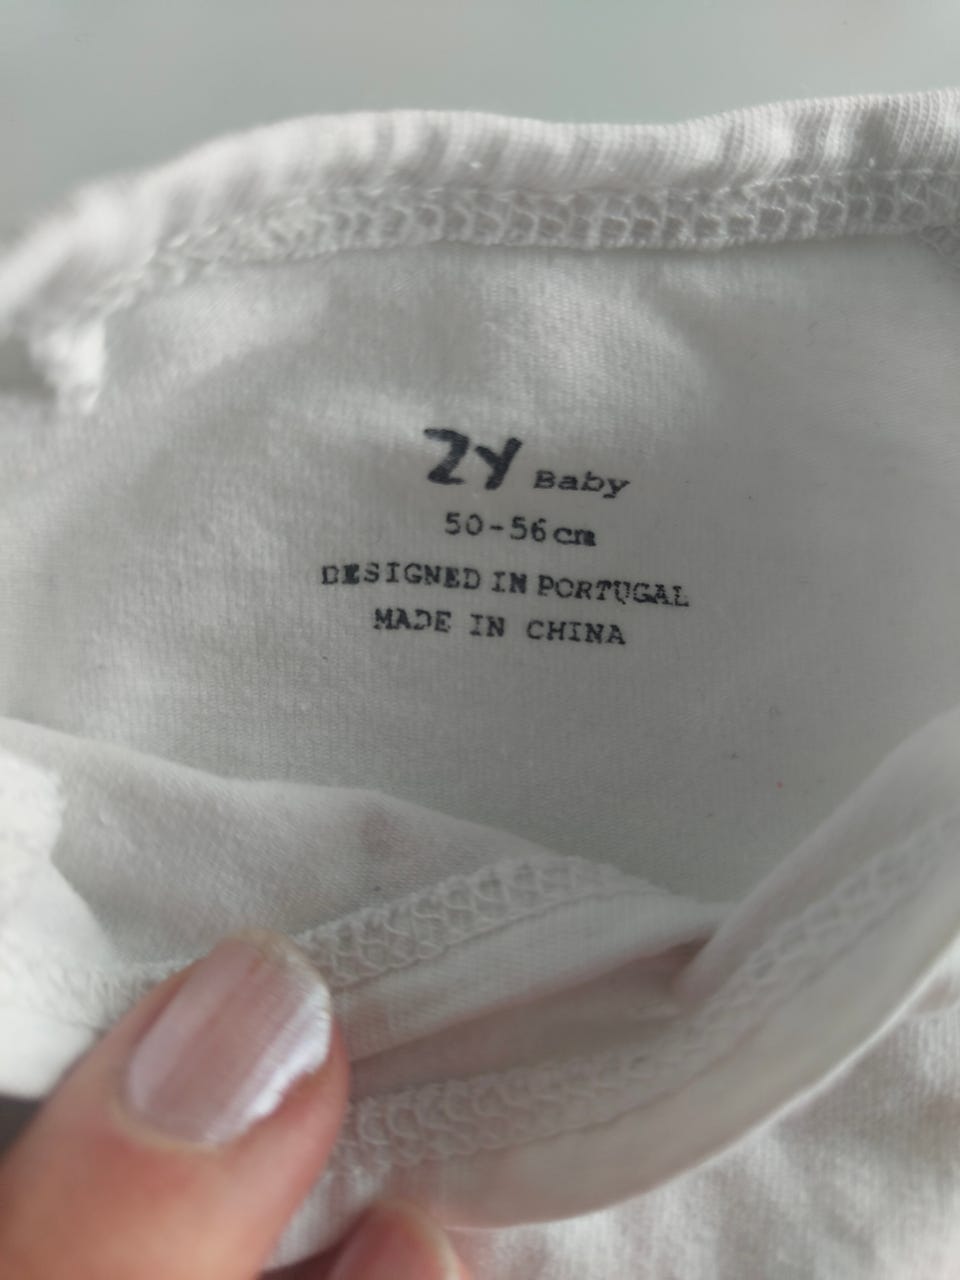 ZY Baby
50-56cm
DESIGNED IN PORTUGAL
MADE IN CHINA